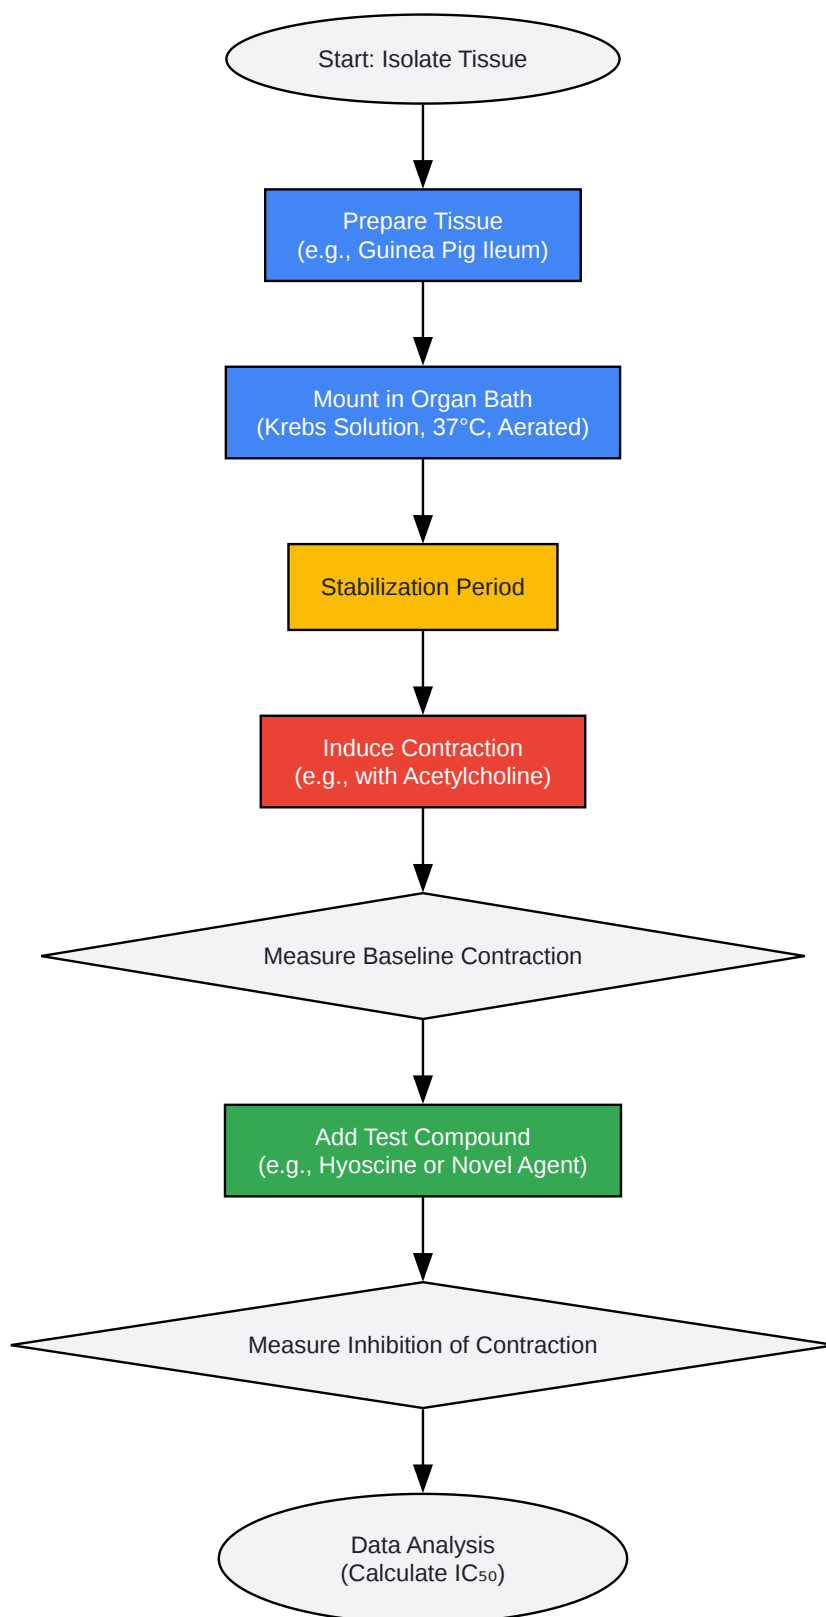 Start: Isolate Tissue
Prepare Tissue
(e.g., Guinea Pig Ileum)
Mount in Organ Bath
(Krebs Solution, 37°C, Aerated)
Stabilization Period
Induce Contraction
(e.g., with Acetylcholine)
Measure Baseline Contraction
Add Test Compound
(e.g., Hyoscine or Novel Agent)
Measure Inhibition of Contraction
Data Analysis
(Calculate IC₅₀)